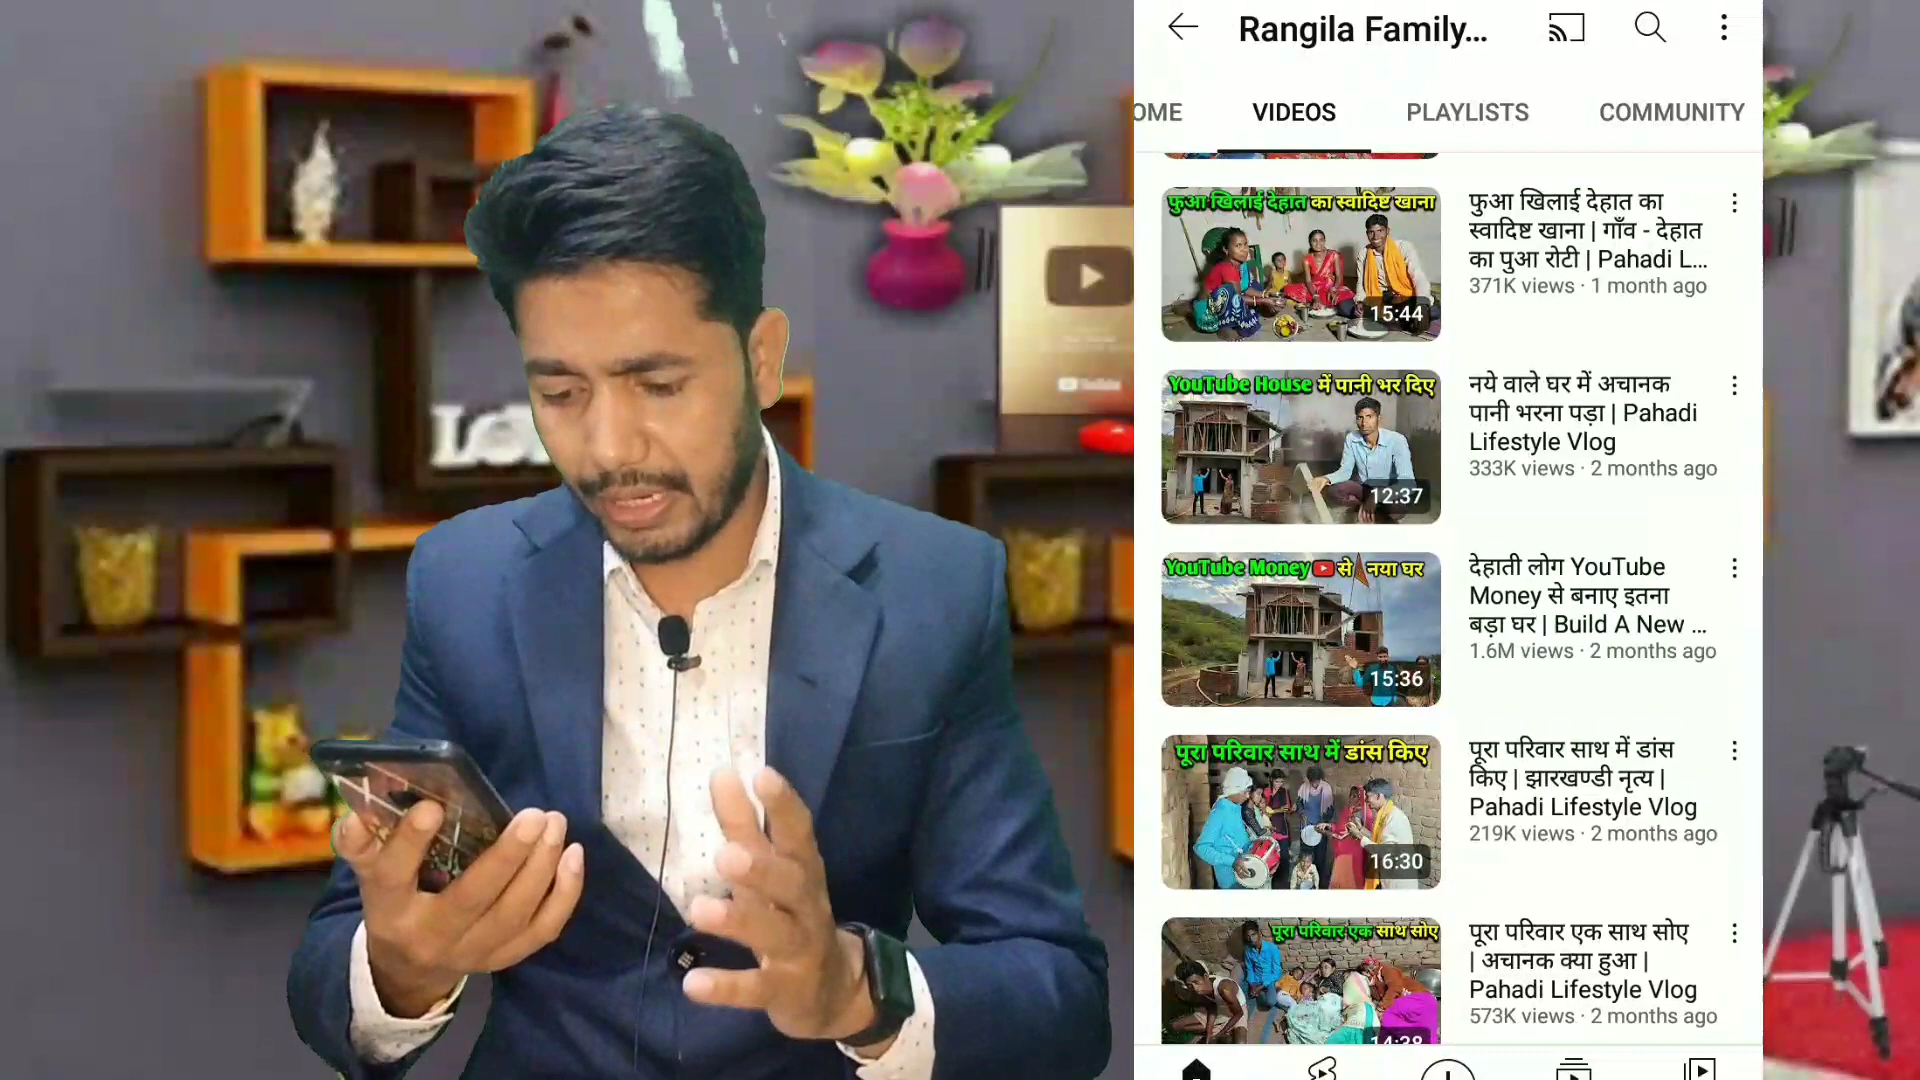 Rangila Family...
OME VIDEOS PLAYLISTS COMMUNITY
फुआ खिलाई देहात का स्वादिष्ट खाना
15:44
फुआ खिलाई देहात का
स्वादिष्ट खाना | गाँव - देहात
का पुआ रोटी | Pahadi L...
371K views · 1 month ago
YouTube House में पानी भर दिए
12:37
नये वाले घर में अचानक
पानी भरना पड़ा | Pahadi
Lifestyle Vlog
333K views · 2 months ago
YouTube Money से नया घर
15:36
देहाती लोग YouTube
Money से बनाए इतना
बड़ा घर | Build A New ...
1.6M views · 2 months ago
पूरा परिवार साथ में डांस किए
16:30
पूरा परिवार साथ में डांस
किए | झारखण्डी नृत्य |
Pahadi Lifestyle Vlog
219K views · 2 months ago
पूरा परिवार एक साथ सोए
14:38
पूरा परिवार एक साथ सोए
| अचानक क्या हुआ |
Pahadi Lifestyle Vlog
573K views · 2 months ago
YouTube